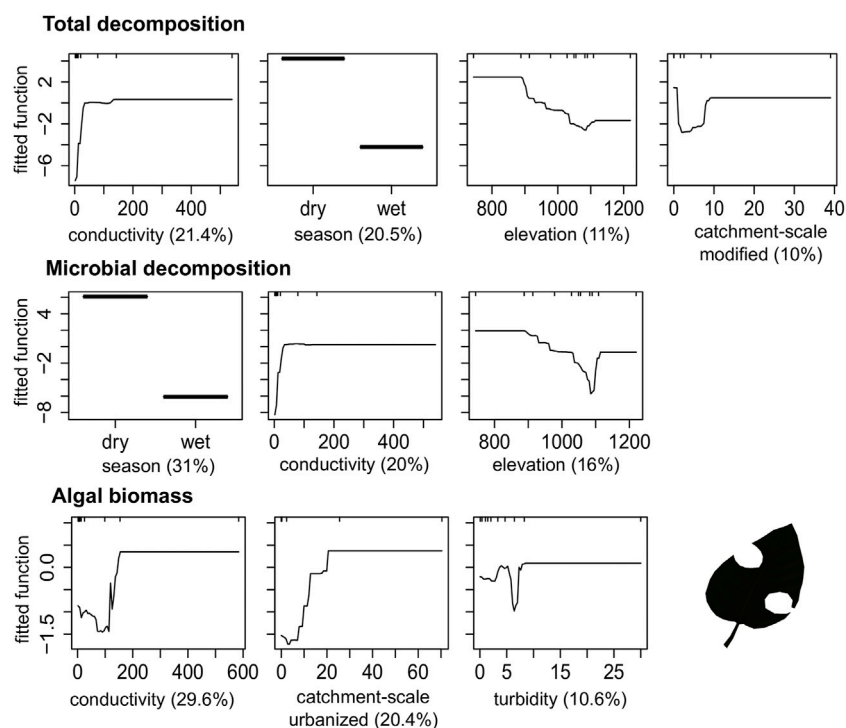 Total decomposition
fitted function
2
−2
−6
0 200 400
conductivity (21.4%)
dry wet
season (20.5%)
800 1000 1200
elevation (11%)
0 10 20 30 40
catchment-scale
modified (10%)
Microbial decomposition
fitted function
4
−2
−8
dry wet
season (31%)
0 200 400
conductivity (20%)
800 1000 1200
elevation (16%)
Algal biomass
fitted function
0.0
−1.5
0 200 400 600
conductivity (29.6%)
0 20 40 60
catchment-scale
urbanized (20.4%)
0 5 15 25
turbidity (10.6%)